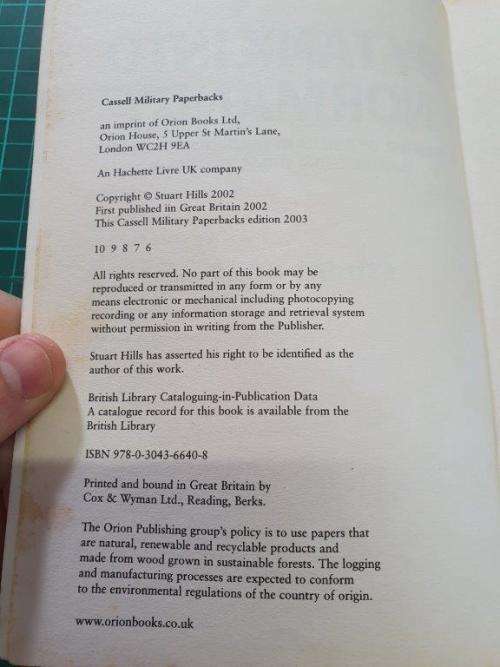 Cassell Military Paperbacks
an imprint of Orion Books Ltd,
Orion House, 5 Upper St Martin's Lane,
London WC2H 9EA
An Hachette Livre UK company
Copyright © Stuart Hills 2002
First published iin Great Britain 2002
This Cassell Military Paperbacks edition 2003
10 9 8 7 6
All rights reserved. No part of this book may be
reproduced or transmitted in any form or by any
means electronic or mechanical including photocopying
recording or any information storage and retrieval system
without permission in writing from the Publisher.
Stuart Hills has asserted his right to be identified as the
author of this work.
British Library Cataloguing-in-Publication Data
A catalogue record for this book is available from the
British Library
ISBN 978-0-3043-6640-8
Printed and bound in Great Britain by
Cox & Wyman Ltd., Reading, Berks.
The Orion Publishing group's policy is to use papers that
are natural, renewable and recyclable products and
made from wood grown in sustainable forests. The logging
and manufacturing processes are expected to conform
to the environmental regulations of the country of origin.
www.orionbooks.co.uk